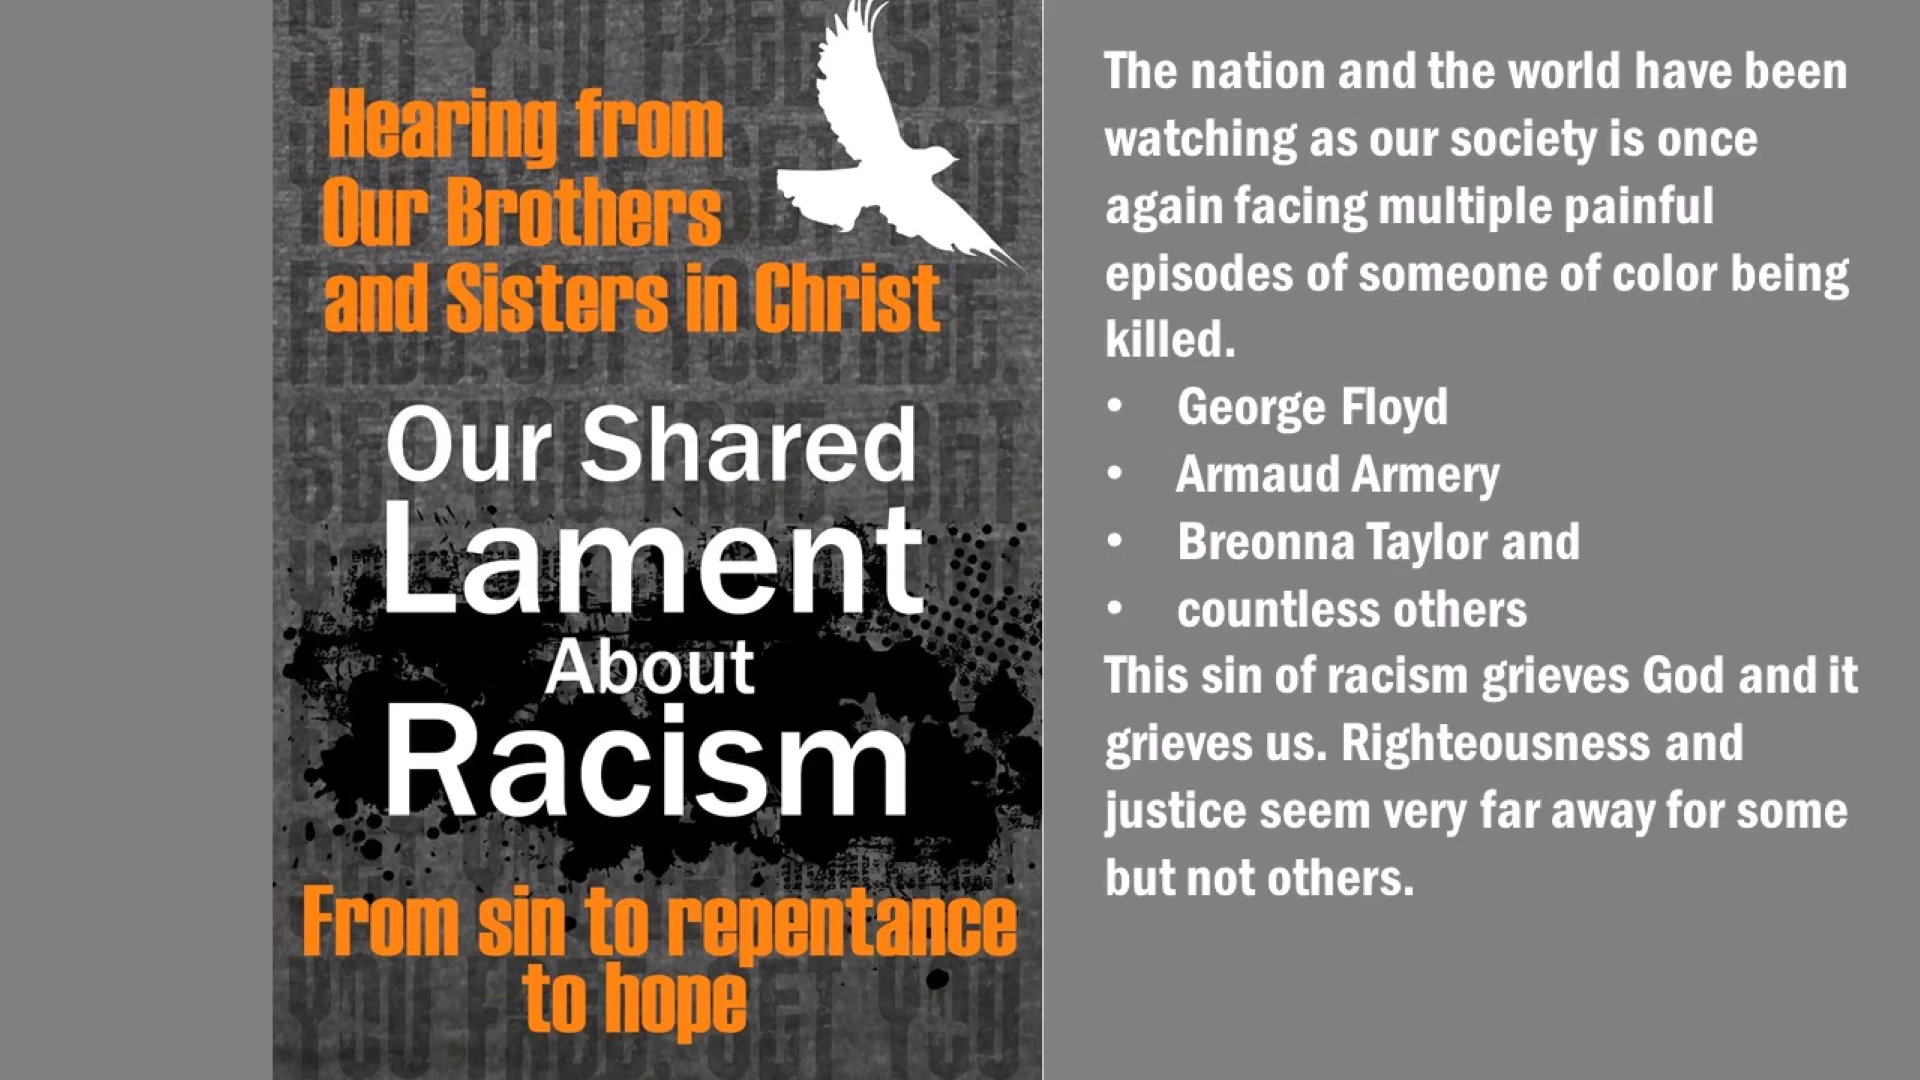 Hearing from
Our Brothers
and Sisters in Christ
Our Shared
Lament
About
Racism
From sin to repentance
to hope
The nation and the world have been
watching as our society is once
again facing multiple painful
episodes of someone of color being
killed.
• George Floyd
• Armaud Armery
• Breonna Taylor and
• countless others
This sin of racism grieves God and it
grieves us. Righteousness and
justice seem very far away for some
but not others.